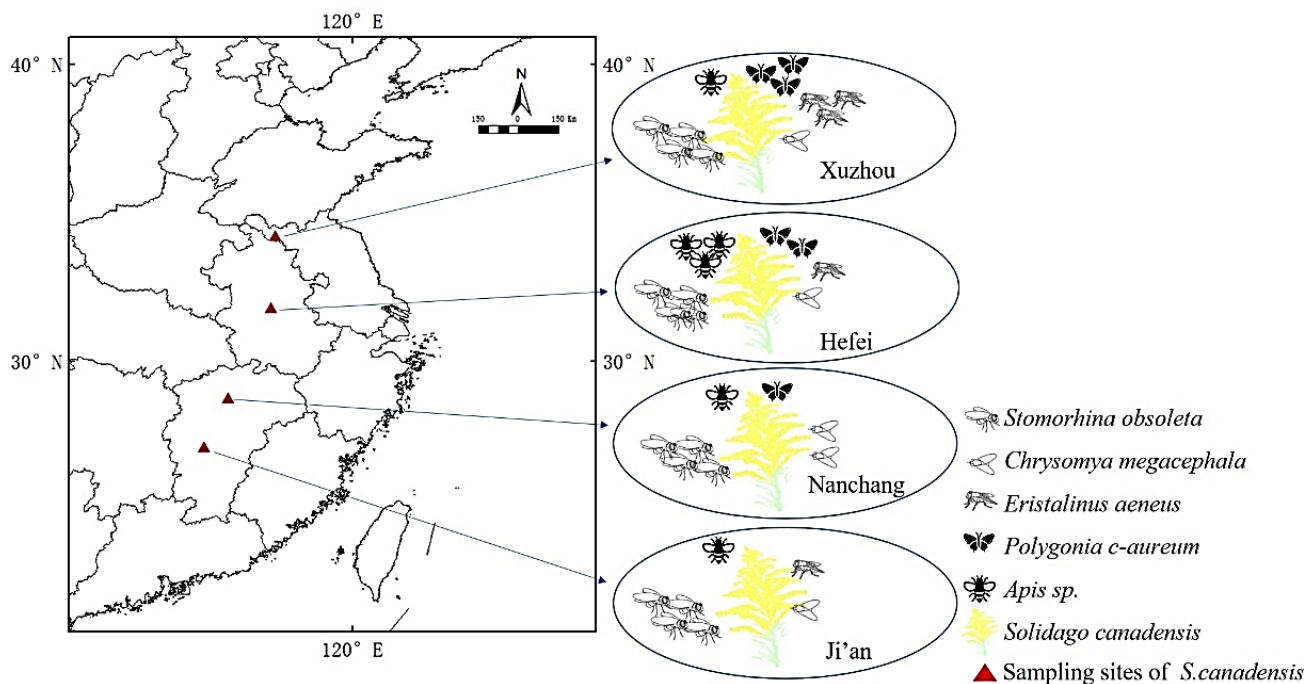 120° E
40° N
40° N
N
150 0 150 Km
Xuzhou
Hefei
30° N
30° N
Nanchang
Ji'an
120° E
Stomorhina obsoleta
Chrysomya megacephala
Eristalinus aeneus
Polygonia c-aureum
Apis sp.
Solidago canadensis
Sampling sites of S.canadensis